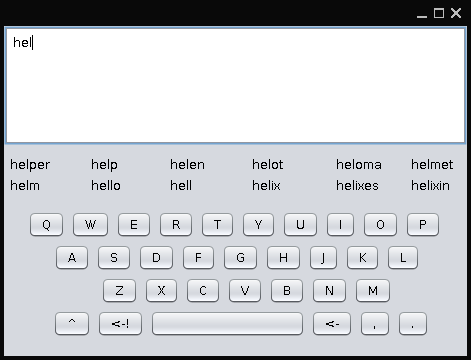 hel
helper help helen helot heloma helmet
helm hello hell helix helixes helixin
Q W E R T Y U I O P
A S D F G H J K L
Z X C V B N M
^ <-! <- , .